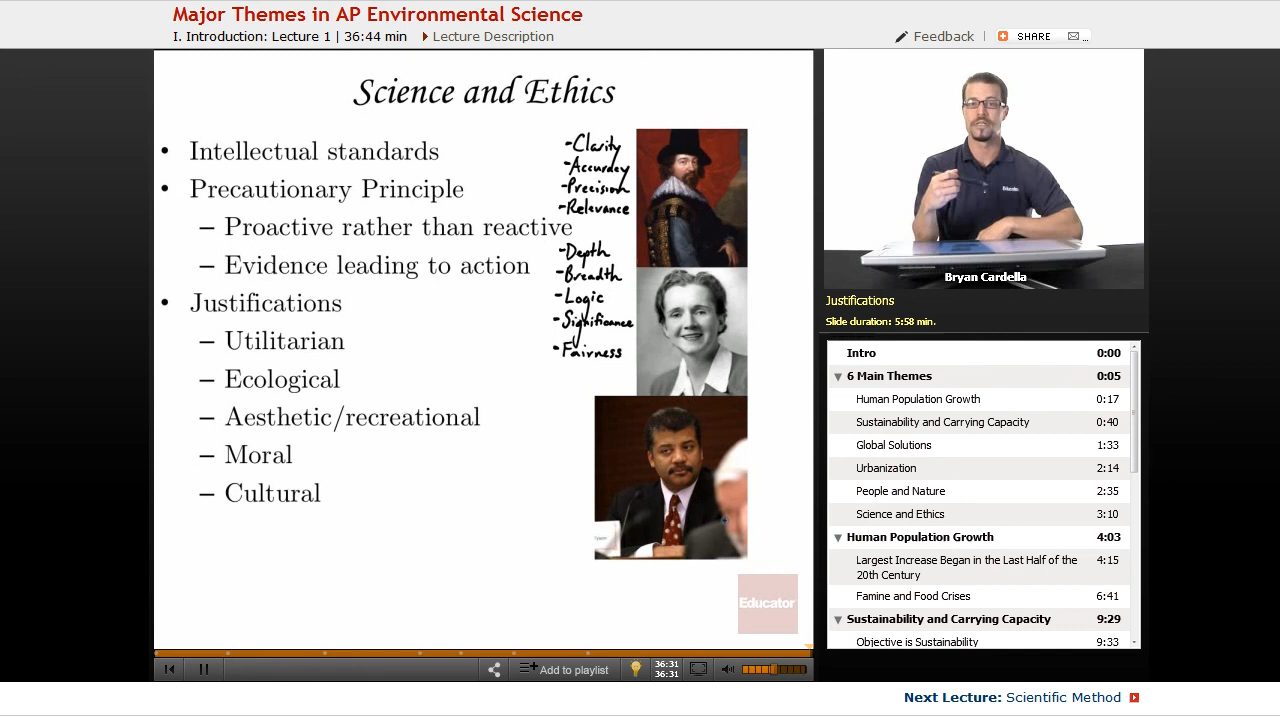 Major Themes in AP Environmental Science
I. Introduction: Lecture 1 | 36:44 min
Lecture Description
Feedback
SHARE
Science and Ethics
• Intellectual standards
• Precautionary Principle
– Proactive rather than reactive
– Evidence leading to action
• Justifications
– Utilitarian
– Ecological
– Aesthetic/recreational
– Moral
– Cultural
-Clarity
-Accuracy
-Precision
-Relevance
-Depth
-Breadth
-Logic
-Significance
-Fairness
Educator
Bryan Cardella
Justifications
Slide duration: 5:58 min.
Intro 0:00
6 Main Themes 0:05
Human Population Growth 0:17
Sustainability and Carrying Capacity 0:40
Global Solutions 1:33
Urbanization 2:14
People and Nature 2:35
Science and Ethics 3:10
Human Population Growth 4:03
Largest Increase Began in the Last Half of the 4:15
20th Century
Famine and Food Crises 6:41
Sustainability and Carrying Capacity 9:29
Objective is Sustainability 9:33
Add to playlist
36:31
36:31
Next Lecture: Scientific Method